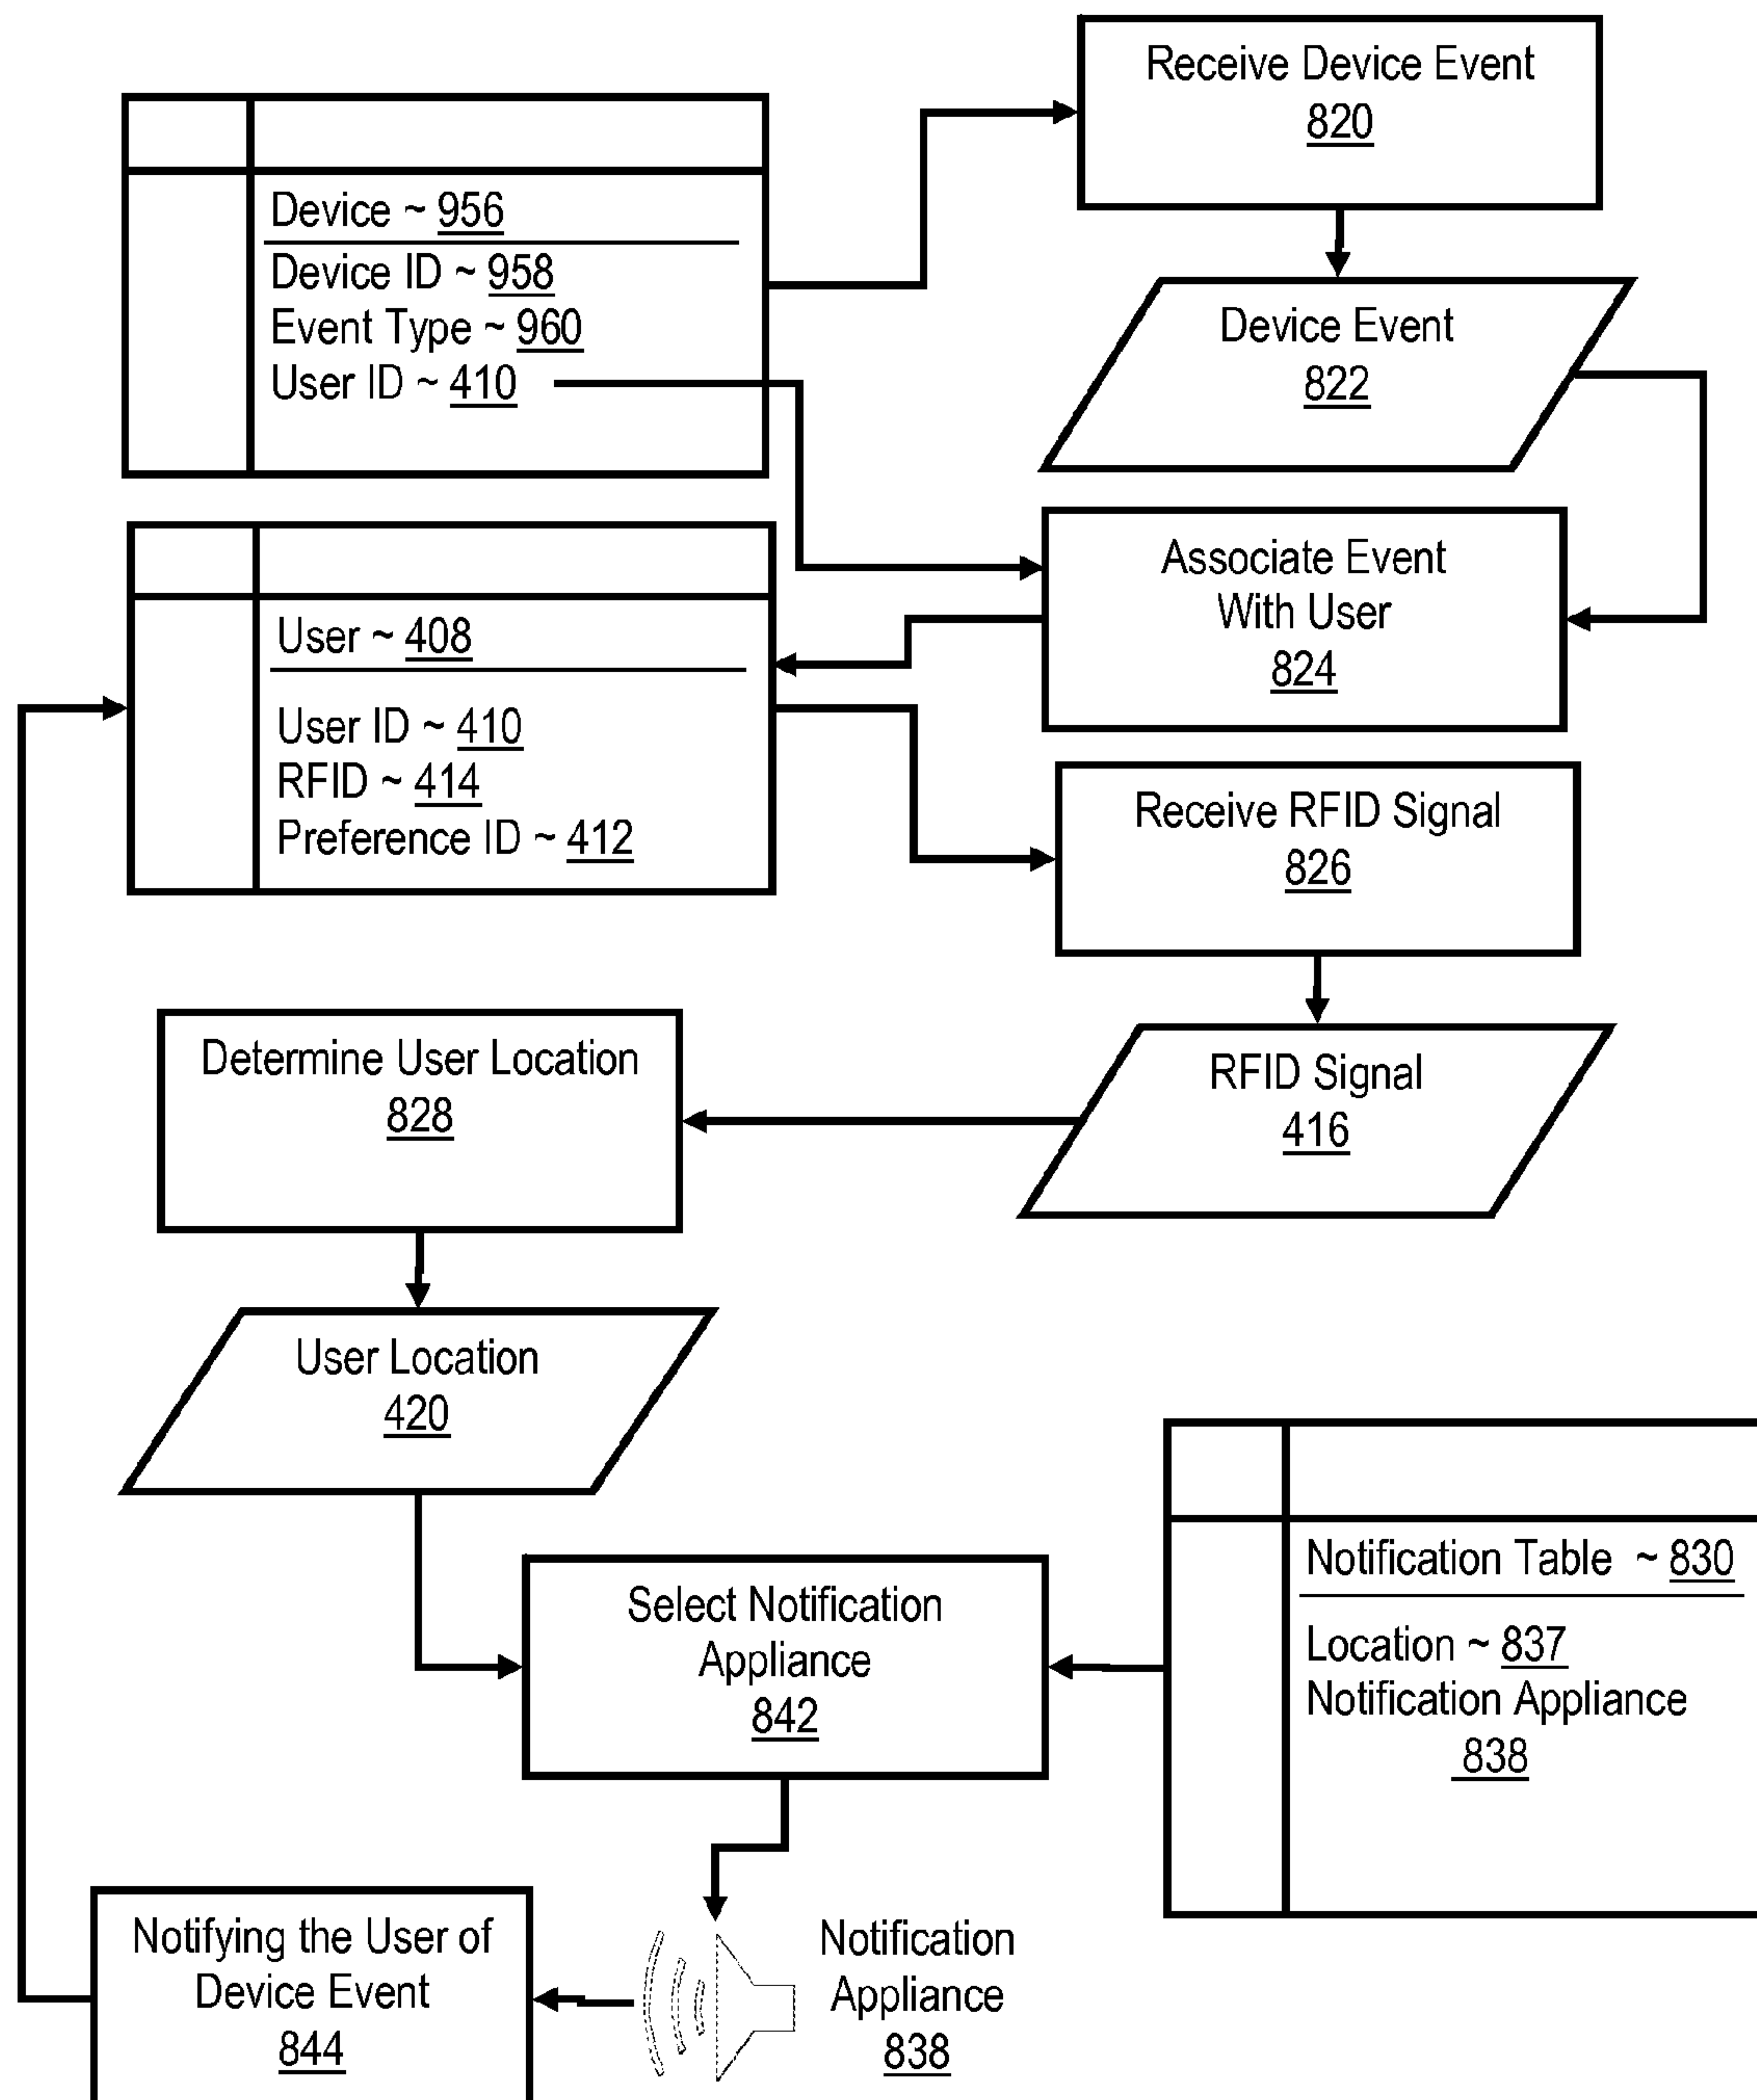 Receive Device Event
820
Device ~ 956
Device ID ~ 958
Event Type ~ 960
User ID ~ 410
Device Event
822
Associate Event
With User
824
User ~ 408
User ID ~ 410
RFID ~ 414
Preference ID ~ 412
Receive RFID Signal
826
Determine User Location
828
RFID Signal
416
User Location
420
Select Notification
Appliance
842
Notification Table ~ 830
Location ~ 837
Notification Appliance
838
Notifying the User of
Device Event
844
Notification
Appliance
838